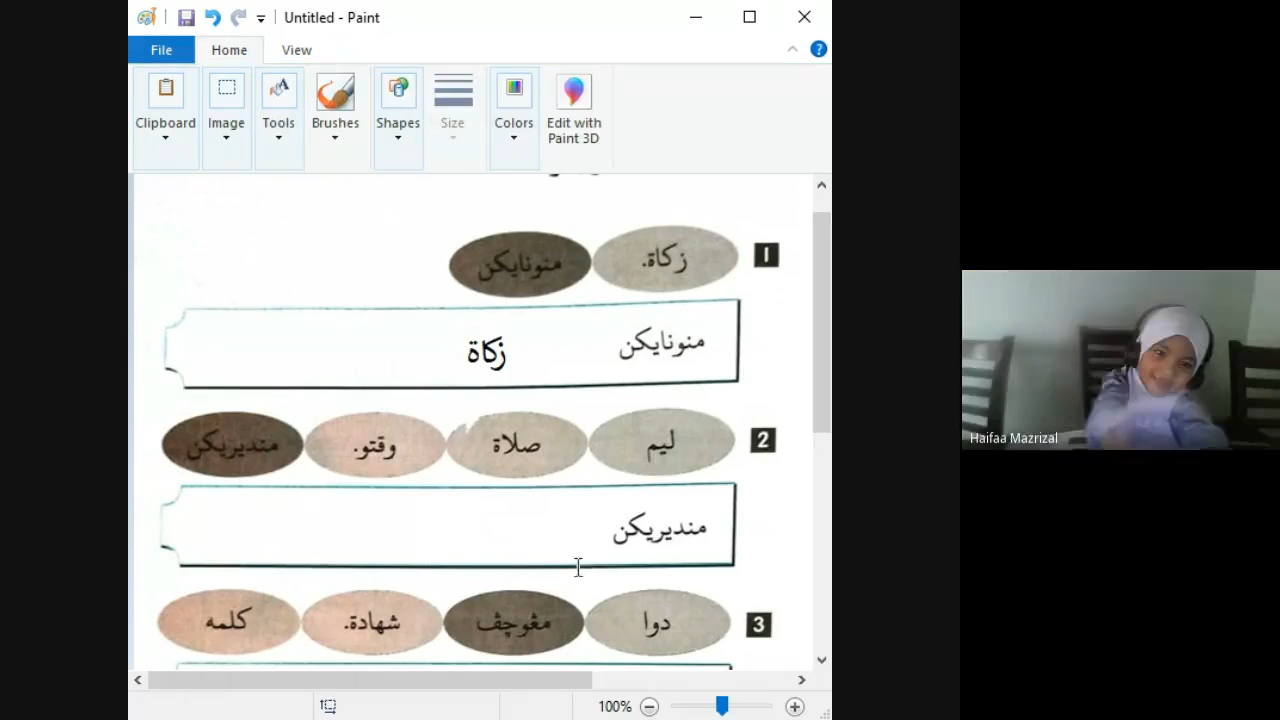 Untitled - Paint
File Home View
Clipboard Image Tools Brushes Shapes Size Colors Edit with Paint 3D
1 زكاة. منونايكن
منونايكن زكاة
2 ليم صلاة وقتو. منديريكن
منديريكن
3 دوا مڠوچڤ شهادة. كلمه
100%
Haifaa Mazrizal